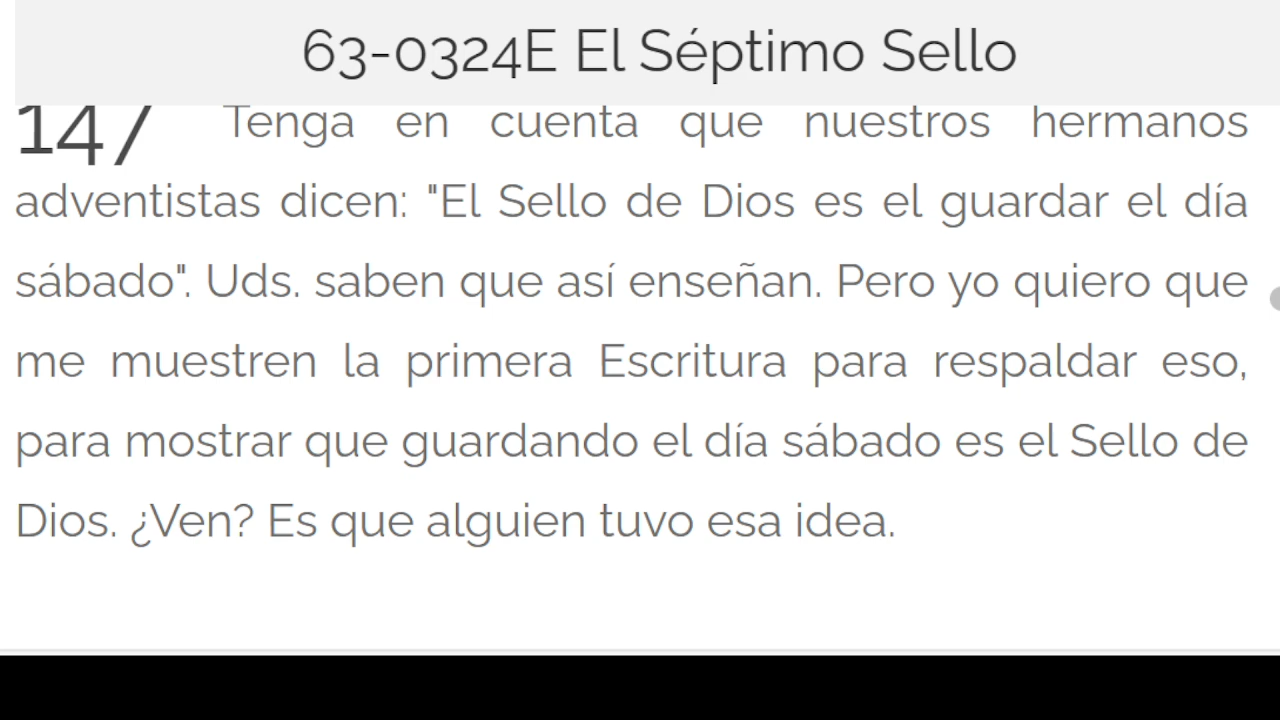 63-0324E El Séptimo Sello
Tenga en cuenta que nuestros hermanos
adventistas dicen: "El Sello de Dios es el guardar el día
sábado". Uds. saben que así enseñan. Pero yo quiero que
me muestren la primera Escritura para respaldar eso,
para mostrar que guardando el día sábado es el Sello de
Dios. ¿Ven? Es que alguien tuvo esa idea.